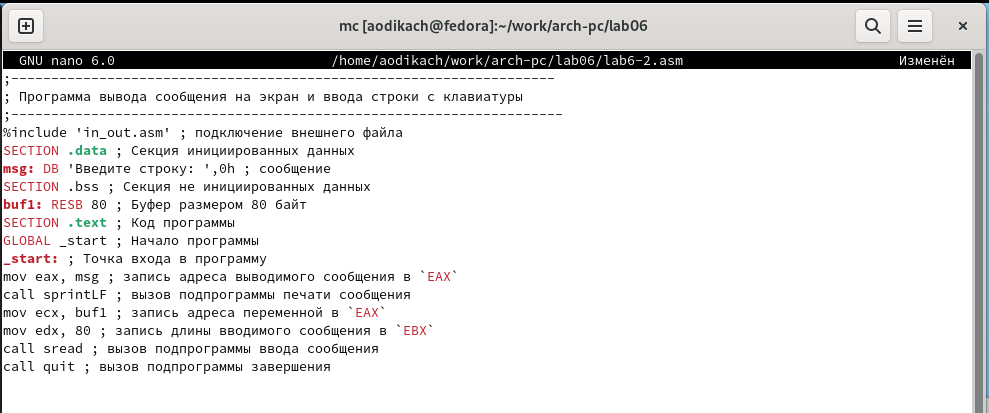 mc [aodikach@fedora]:~/work/arch-pc/lab06
GNU nano 6.0 /home/aodikach/work/arch-pc/lab06/lab6-2.asm Изменён
;--------------------------------------------------------------------
; Программа вывода сообщения на экран и ввода строки с клавиатуры
;---------------------------------------------------------------------
%include 'in_out.asm' ; подключение внешнего файла
SECTION .data ; Секция инициированных данных
msg: DB 'Введите строку: ',0h ; сообщение
SECTION .bss ; Секция не инициированных данных
buf1: RESB 80 ; Буфер размером 80 байт
SECTION .text ; Код программы
GLOBAL _start ; Начало программы
_start: ; Точка входа в программу
mov eax, msg ; запись адреса выводимого сообщения в `EAX`
call sprintLF ; вызов подпрограммы печати сообщения
mov ecx, buf1 ; запись адреса переменной в `EAX`
mov edx, 80 ; запись длины вводимого сообщения в `EBX`
call sread ; вызов подпрограммы ввода сообщения
call quit ; вызов подпрограммы завершения